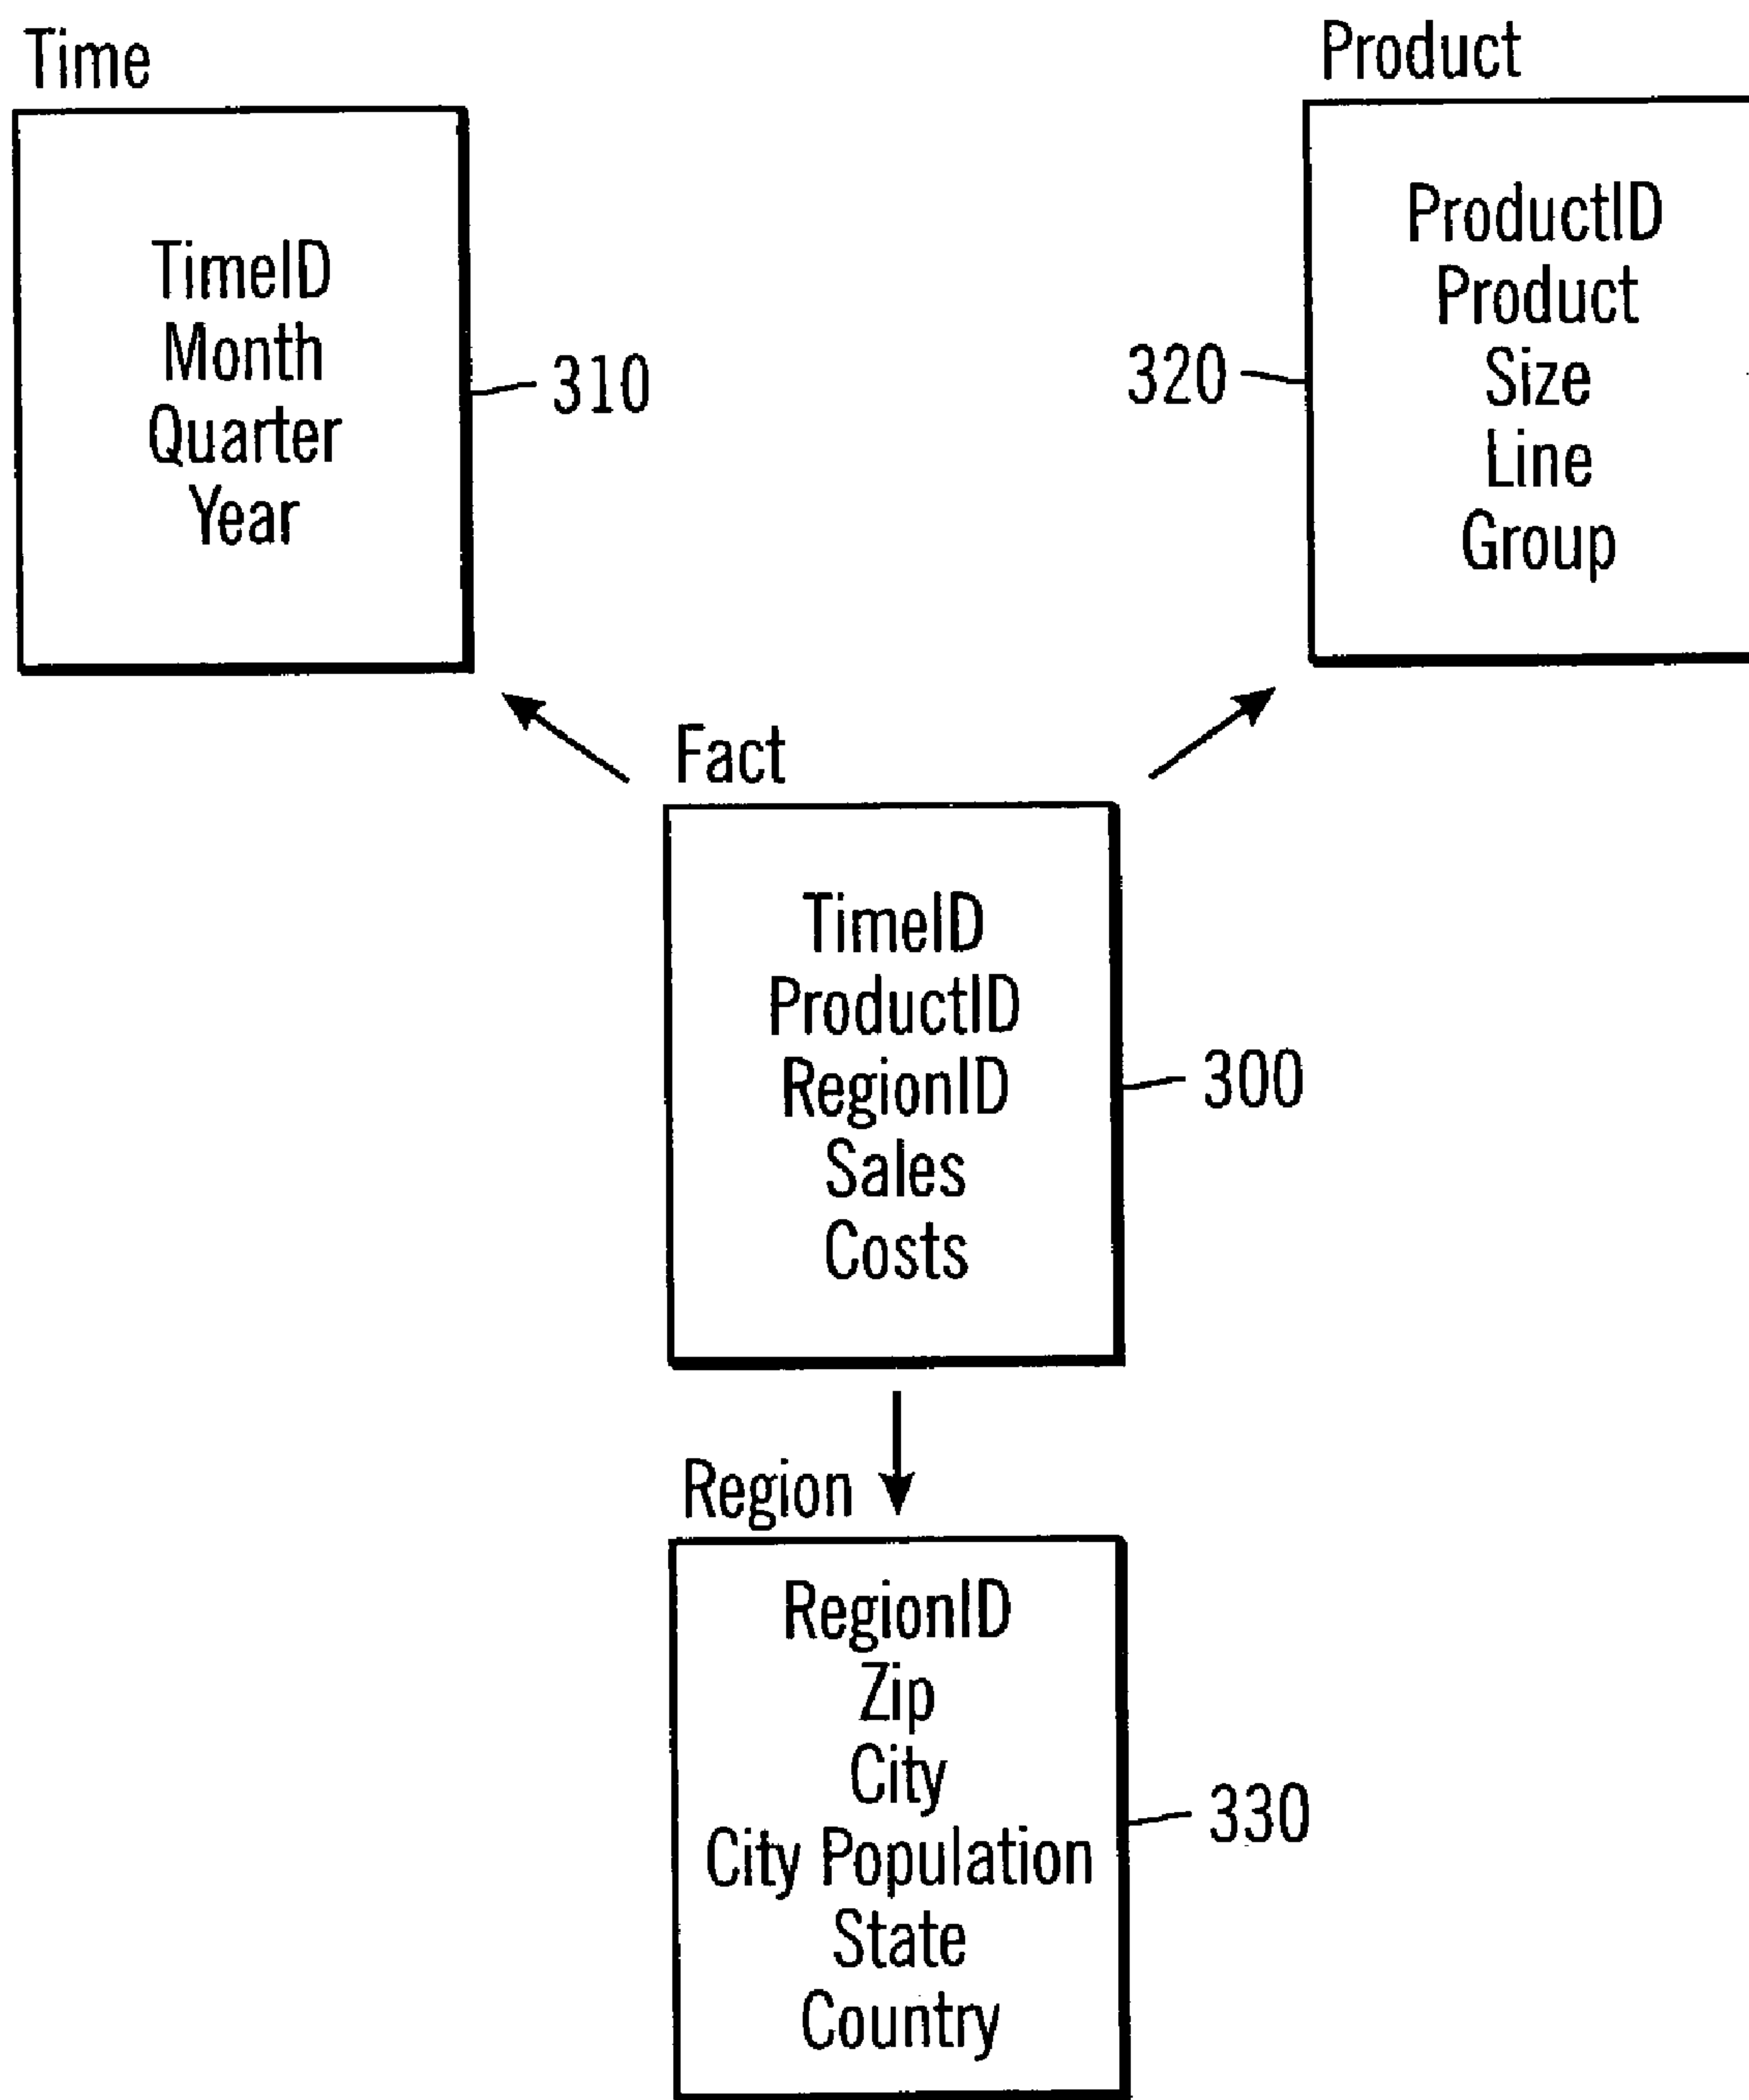 Time
TimeID
Month
Quarter
Year
310
Product
ProductID
Product
Size
Line
Group
320
Fact
TimeID
ProductID
RegionID
Sales
Costs
300
Region
RegionID
Zip
City
City Population
State
Country
330